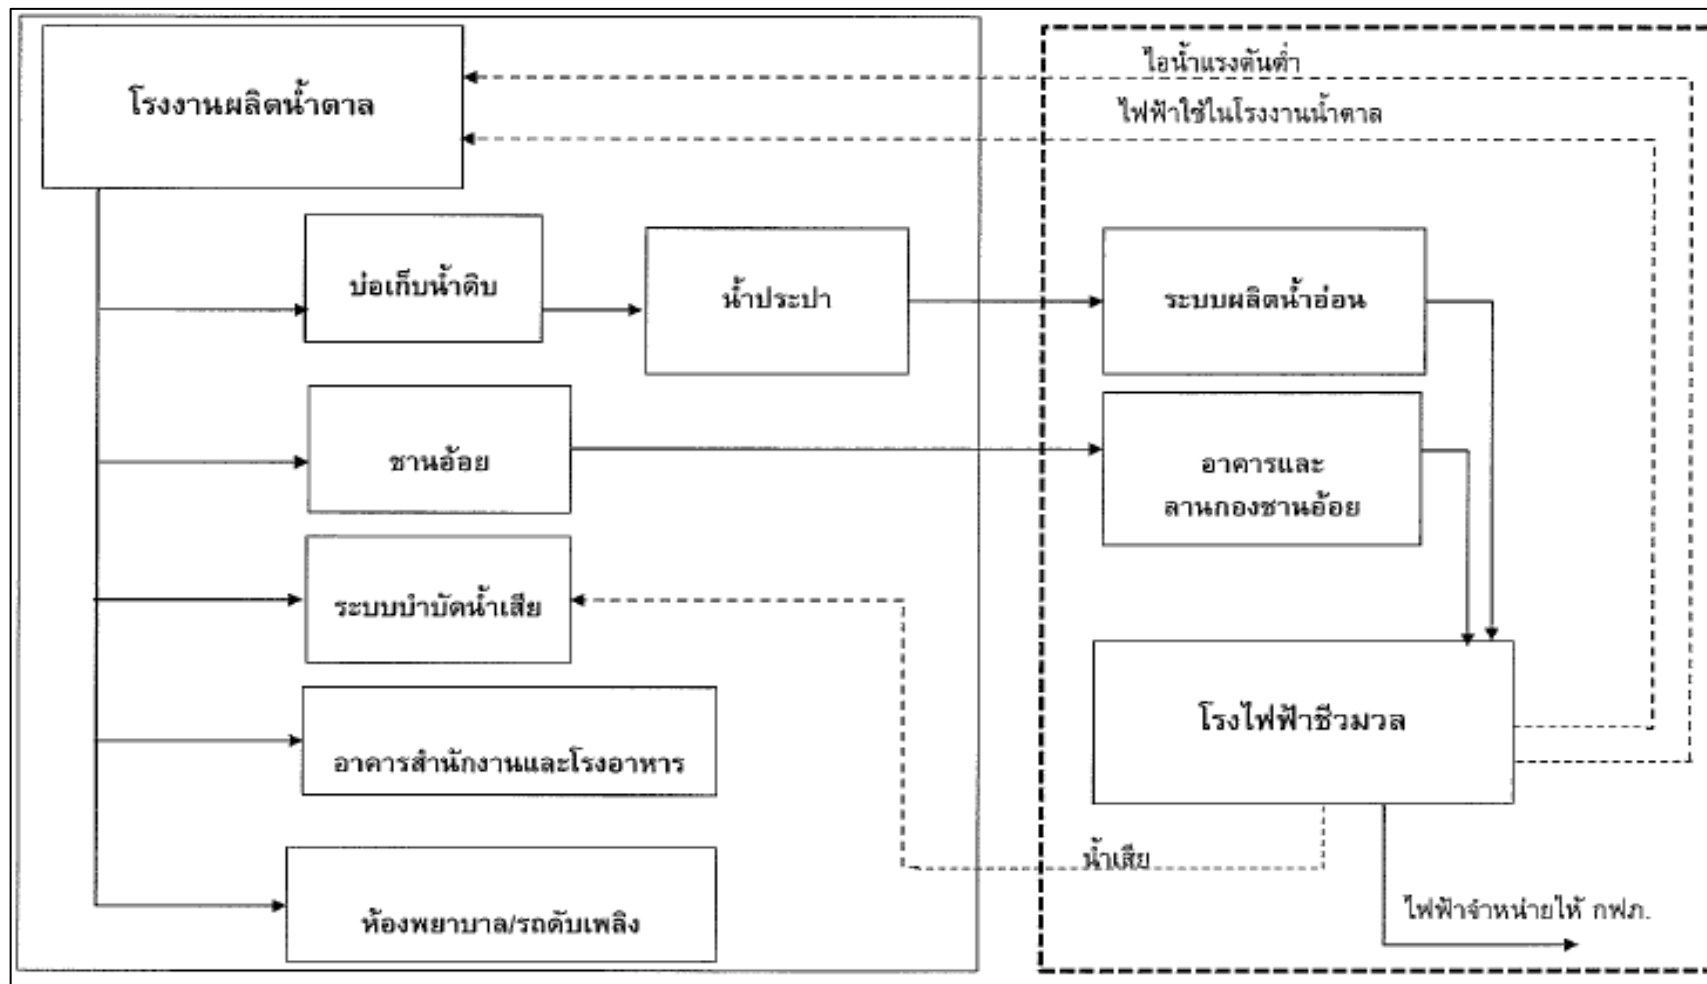 ไอน้ำแรงดันต่ำ
โรงงานผลิตน้ำตาล
ไฟฟ้าใช้ในโรงงานน้ำตาล
บ่อเก็บน้ำดิบ
น้ำประปา
ระบบผลิตน้ำอ่อน
ชานอ้อย
อาคารและ
ลานกองชานอ้อย
ระบบบำบัดน้ำเสีย
โรงไฟฟ้าชีวมวล
อาคารสำนักงานและโรงอาหาร
น้ำเสีย
ห้องพยาบาล/รถดับเพลิง
ไฟฟ้าจำหน่ายให้ กฟภ.